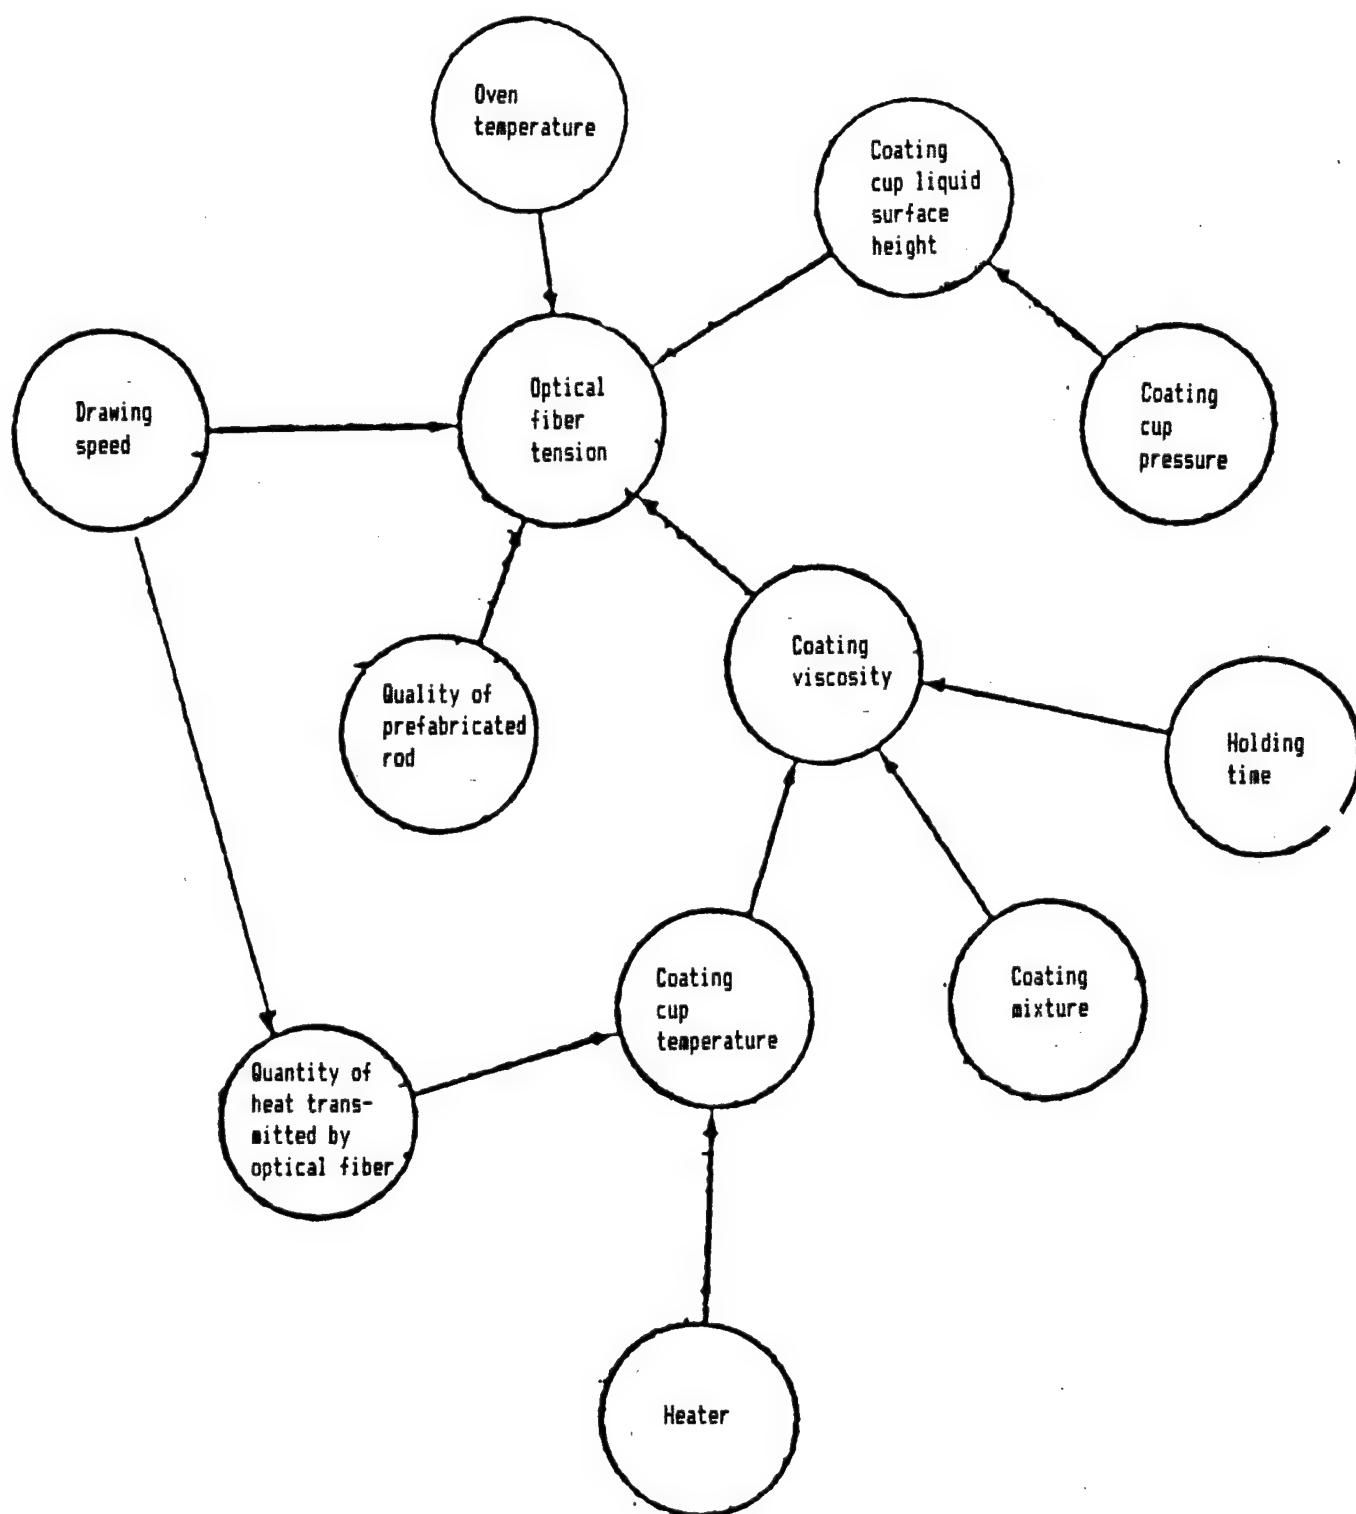 Oven
temperature
Coating
cup liquid
surface
height
Drawing
speed
Optical
fiber
tension
Coating
cup
pressure
Quality of
prefabricated
rod
Coating
viscosity
Holding
time
Coating
cup
temperature
Coating
mixture
Quantity of
heat trans-
mitted by
optical fiber
Heater